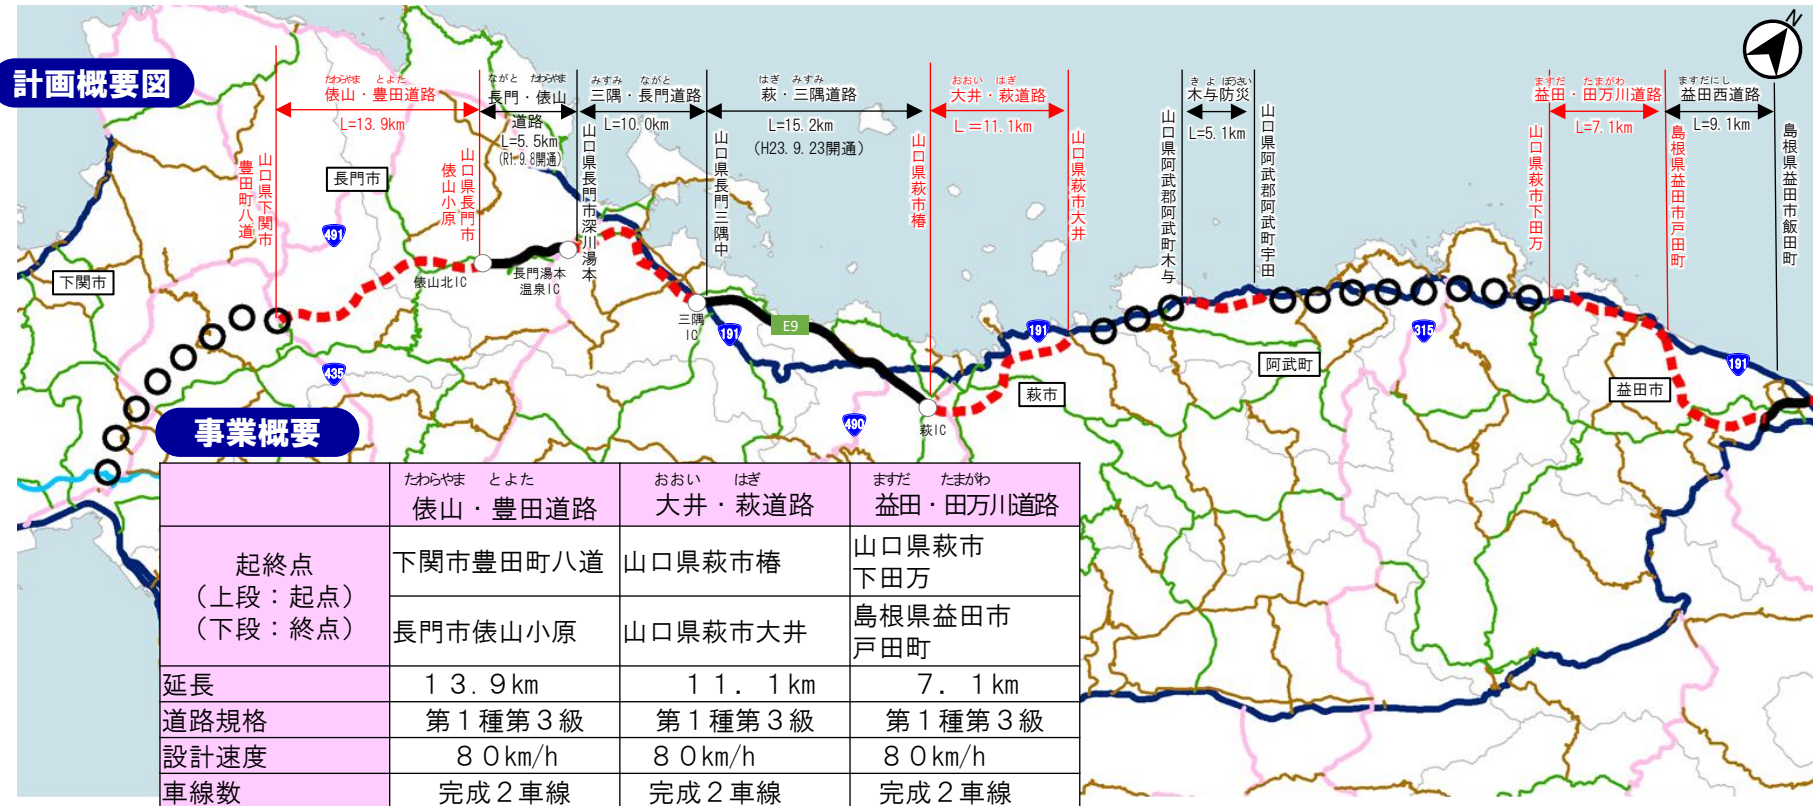 計画概要図
たわらやま とよた
俵山・豊田道路
L=13.9km
ながと たわらやま
長門・俵山
道路
L=5.5km
(R1.9.8開通)
みすみ ながと
三隅・長門道路
L=10.0km
はぎ みすみ
萩・三隅道路
L=15.2km
(H23.9.23開通)
おおい はぎ
大井・萩道路
L=11.1km
きよぼうさい
木与防災
L=5.1km
ますだ たまがわ
益田・田万川道路
L=7.1km
ますだにし
益田西道路
L=9.1km
N
山口県下関市
豊田町八道
山口県長門市
俵山小原
山口県長門市深川湯本
山口県長門三隅中
山口県萩市椿
山口県萩市大井
山口県阿武郡阿武町木与
山口県阿武郡阿武町宇田
山口県萩市下田万
島根県益田市戸田町
島根県益田市飯田町
長門市
下関市
萩市
阿武町
益田市
491
435
191
E9
490
191
315
191
俵山北IC
長門湯本
温泉IC
三隅
IC
萩IC
事業概要
たわらやま とよた
俵山・豊田道路
おおい はぎ
大井・萩道路
ますだ たまがわ
益田・田万川道路
起終点
(上段:起点)
(下段:終点)
下関市豊田町八道
山口県萩市椿
山口県萩市
下田万
長門市俵山小原
山口県萩市大井
島根県益田市
戸田町
延長
13.9km
11.1km
7.1km
道路規格
第1種第3級
第1種第3級
第1種第3級
設計速度
80km/h
80km/h
80km/h
車線数
完成2車線
完成2車線
完成2車線